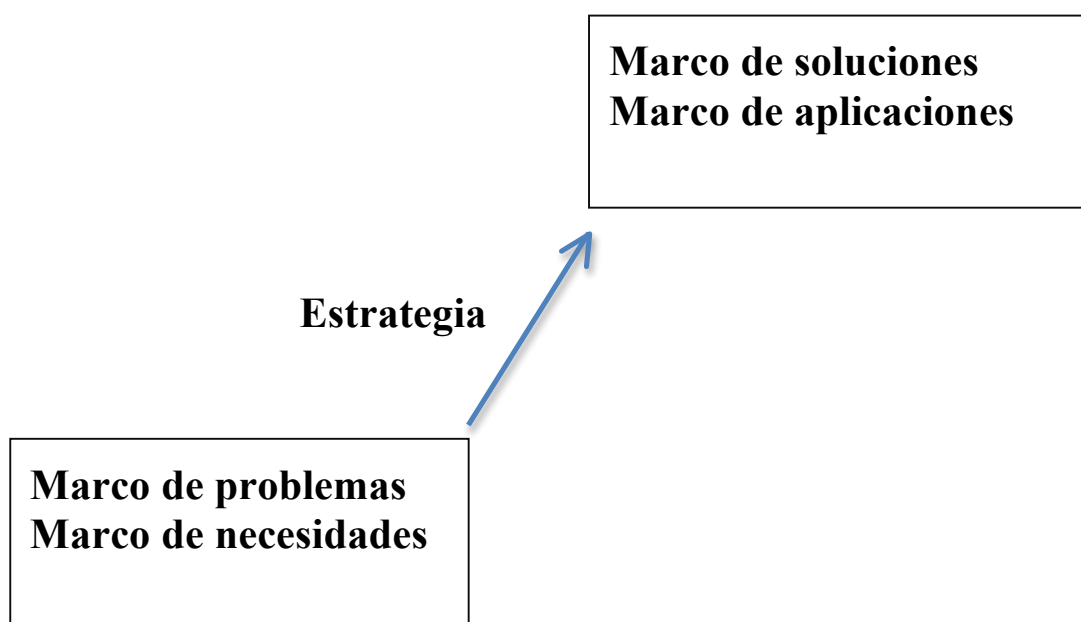 Marco de soluciones
Marco de aplicaciones
Estrategia
Marco de problemas
Marco de necesidades